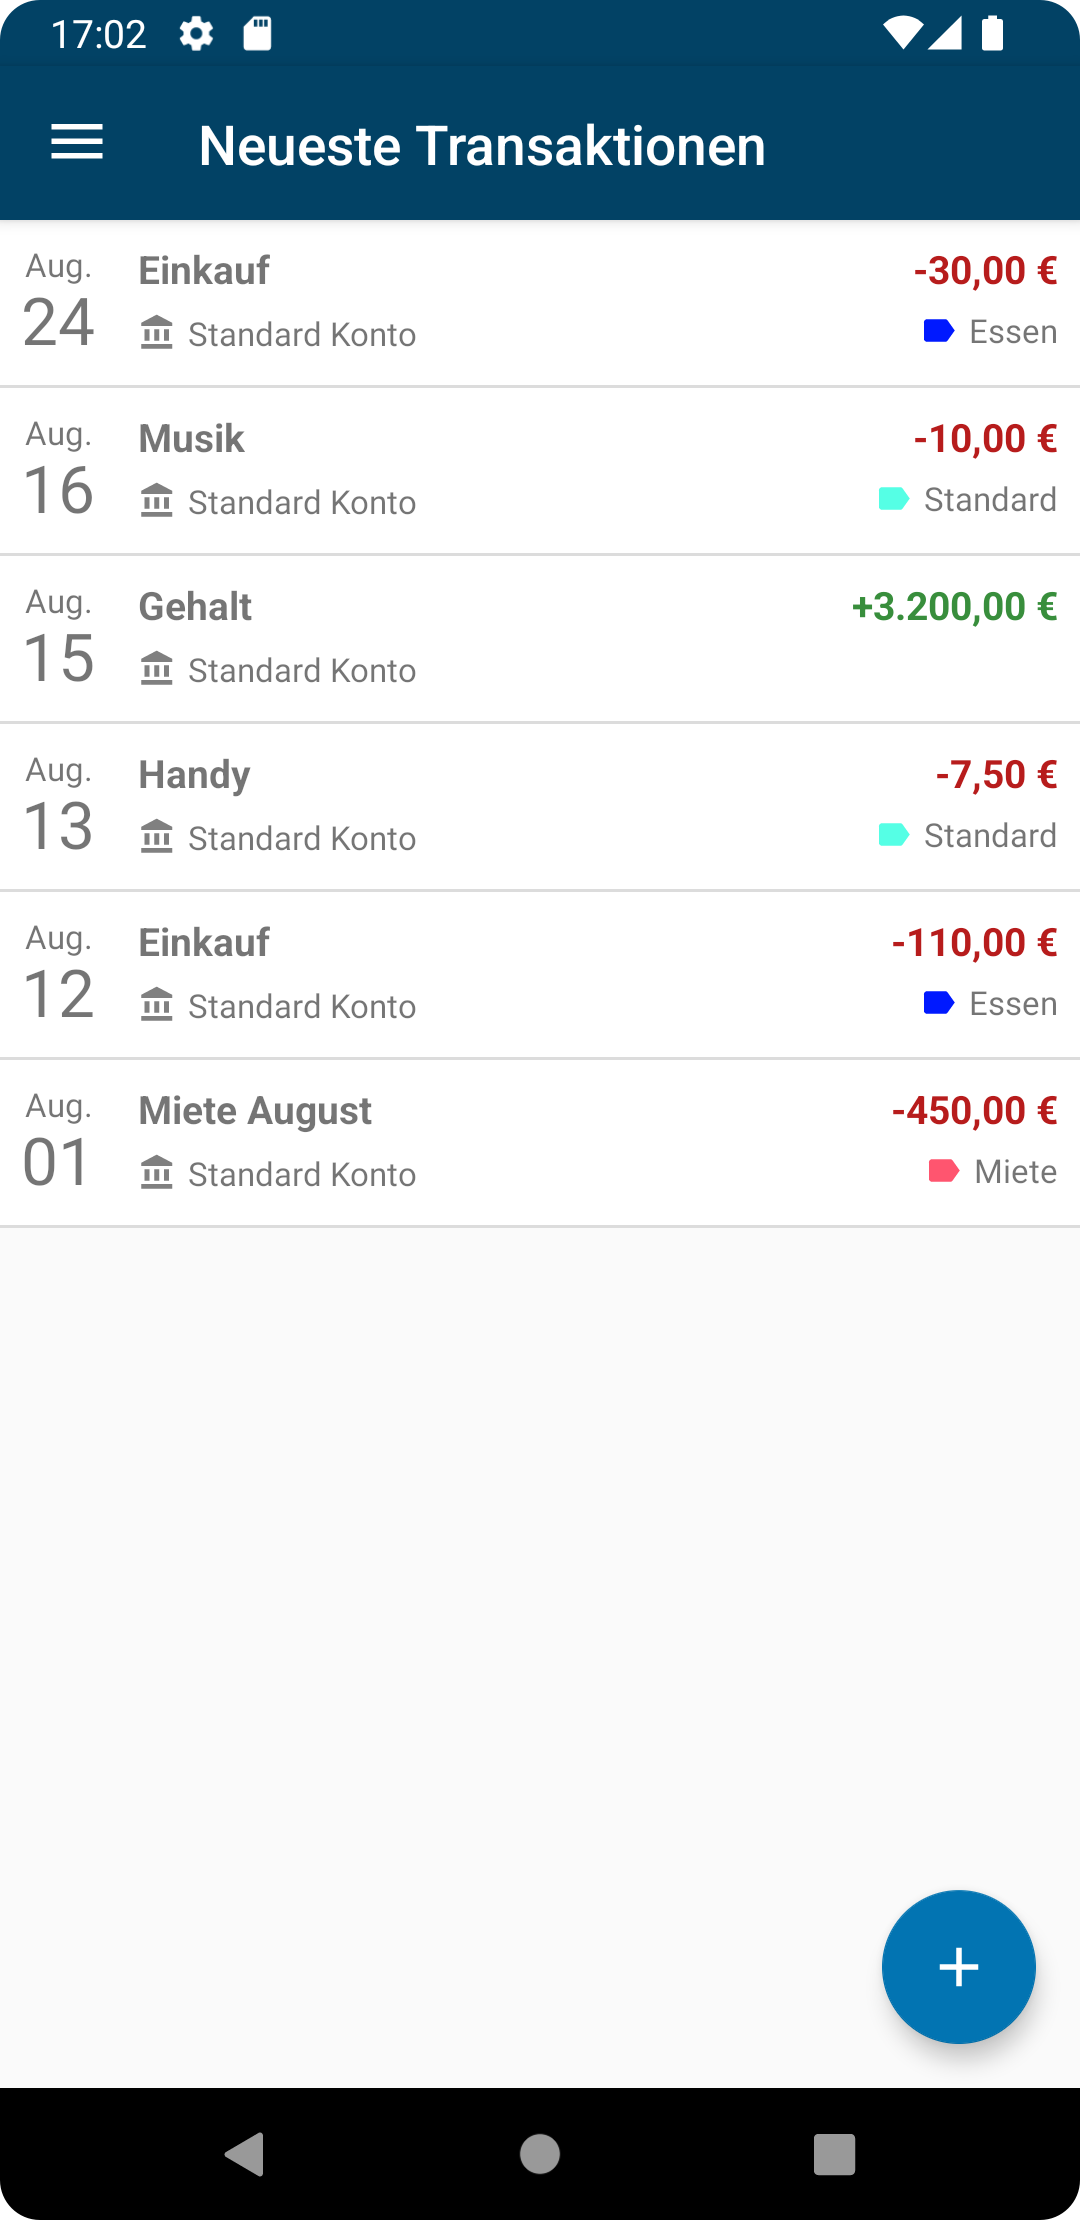 17:02
Neueste Transaktionen
Aug.
24
Einkauf
-30,00 €
Standard Konto
Essen
Aug.
16
Musik
-10,00 €
Standard Konto
Standard
Aug.
15
Gehalt
+3.200,00 €
Standard Konto
Aug.
13
Handy
-7,50 €
Standard Konto
Standard
Aug.
12
Einkauf
-110,00 €
Standard Konto
Essen
Aug.
01
Miete August
-450,00 €
Standard Konto
Miete